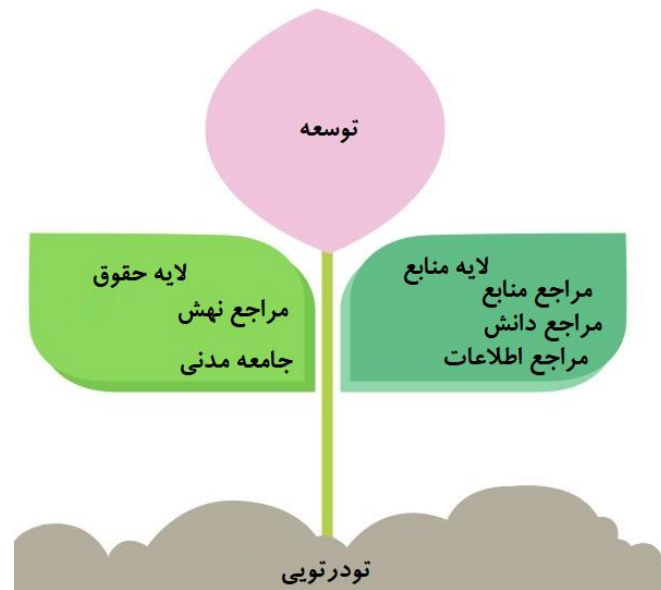 توسعه
لایه منابع
مراجع منابع
مراجع دانش
مراجع اطلاعات
لایه حقوق
مراجع نهش
جامعه مدنی
تودرتویی